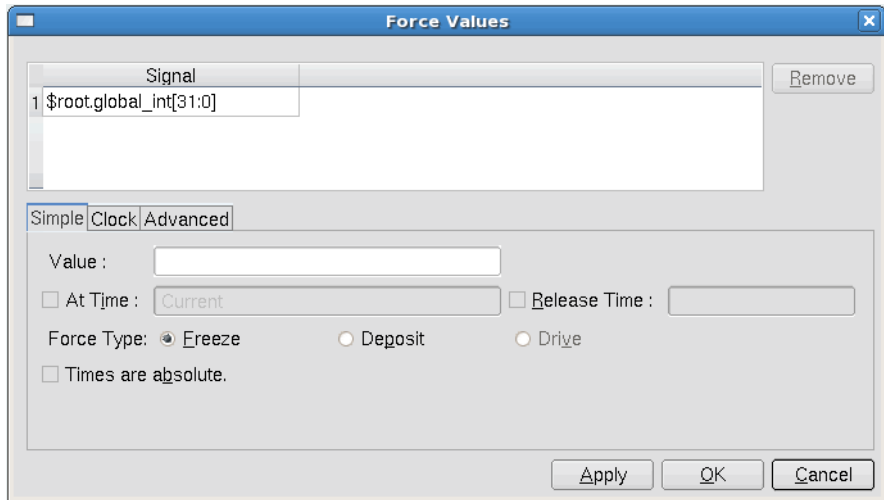 Force Values
Signal
Remove
1 $root.global_int[31:0]
Simple Clock Advanced
Value :
At Time : Current Release Time :
Force Type: Freeze Deposit Drive
Times are absolute.
Apply OK Cancel